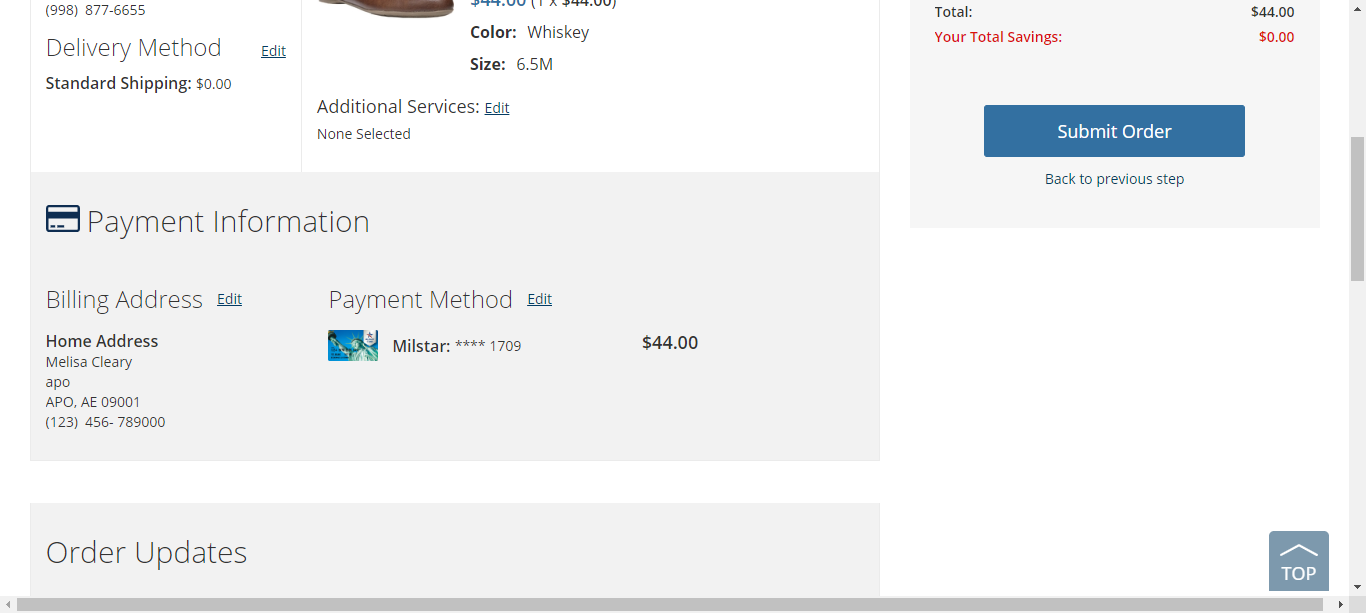 (998) 877-6655
Delivery Method Edit
Standard Shipping: $0.00
$44.00 (1 x $44.00)
Color: Whiskey
Size: 6.5M
Additional Services: Edit
None Selected
Total: $44.00
Your Total Savings: $0.00
Submit Order
Back to previous step
Payment Information
Billing Address Edit
Home Address
Melisa Cleary
apo
APO, AE 09001
(123) 456- 789000
Payment Method Edit
Milstar: **** 1709 $44.00
Order Updates
TOP